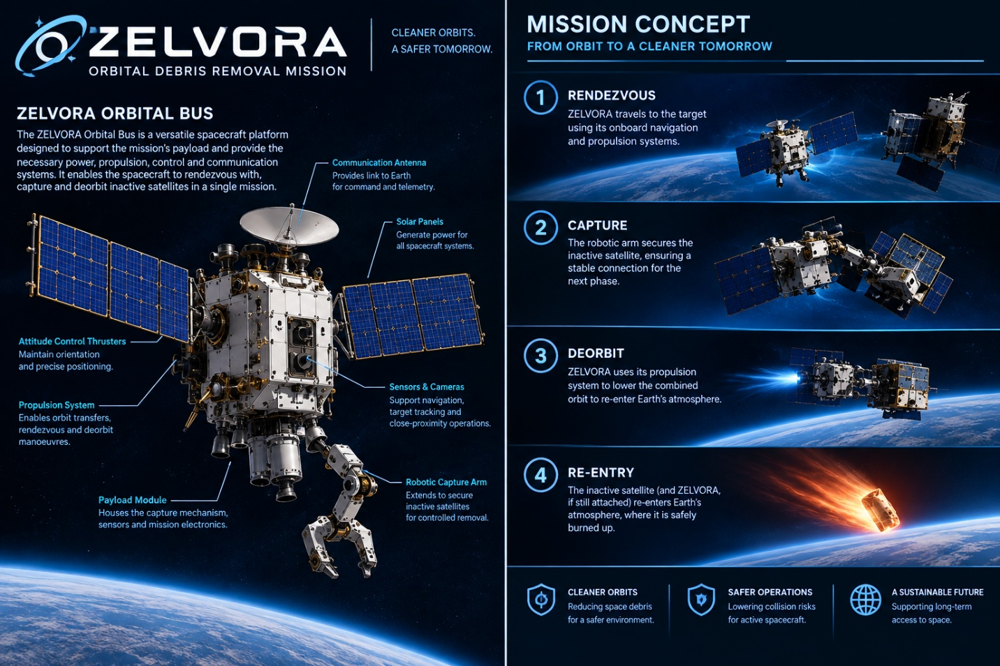 ZELVORA
ORBITAL DEBRIS REMOVAL MISSION
CLEANER ORBITS.
A SAFER TOMORROW.
ZELVORA ORBITAL BUS
The ZELVORA Orbital Bus is a versatile spacecraft platform
designed to support the mission's payload and provide the
necessary power, propulsion, control and communication
systems. It enables the spacecraft to rendezvous with,
capture and deorbit inactive satellites in a single mission.
Communication Antenna
Provides link to Earth
for command and telemetry.
Solar Panels
Generate power for
all spacecraft systems.
Attitude Control Thrusters
Maintain orientation
and precise positioning.
Sensors & Cameras
Support navigation,
target tracking and
close-proximity operations.
Propulsion System
Enables orbit transfers,
rendezvous and deorbit
manoeuvres.
Robotic Capture Arm
Extends to secure
inactive satellites
for controlled removal.
Payload Module
Houses the capture mechanism,
sensors and mission electronics.
MISSION CONCEPT
FROM ORBIT TO A CLEANER TOMORROW
1
RENDEZVOUS
ZELVORA travels to the target
using its onboard navigation
and propulsion systems.
2
CAPTURE
The robotic arm secures the
inactive satellite, ensuring a
stable connection for the
next phase.
3
DEORBIT
ZELVORA uses its propulsion
system to lower the combined
orbit to re-enter Earth's atmosphere.
4
RE-ENTRY
The inactive satellite (and ZELVORA,
if still attached) re-enters Earth's
atmosphere, where it is safely
burned up.
CLEANER ORBITS
Reducing space debris
for a safer environment.
SAFER OPERATIONS
Lowering collision risks
for active spacecraft.
A SUSTAINABLE FUTURE
Supporting long-term
access to space.